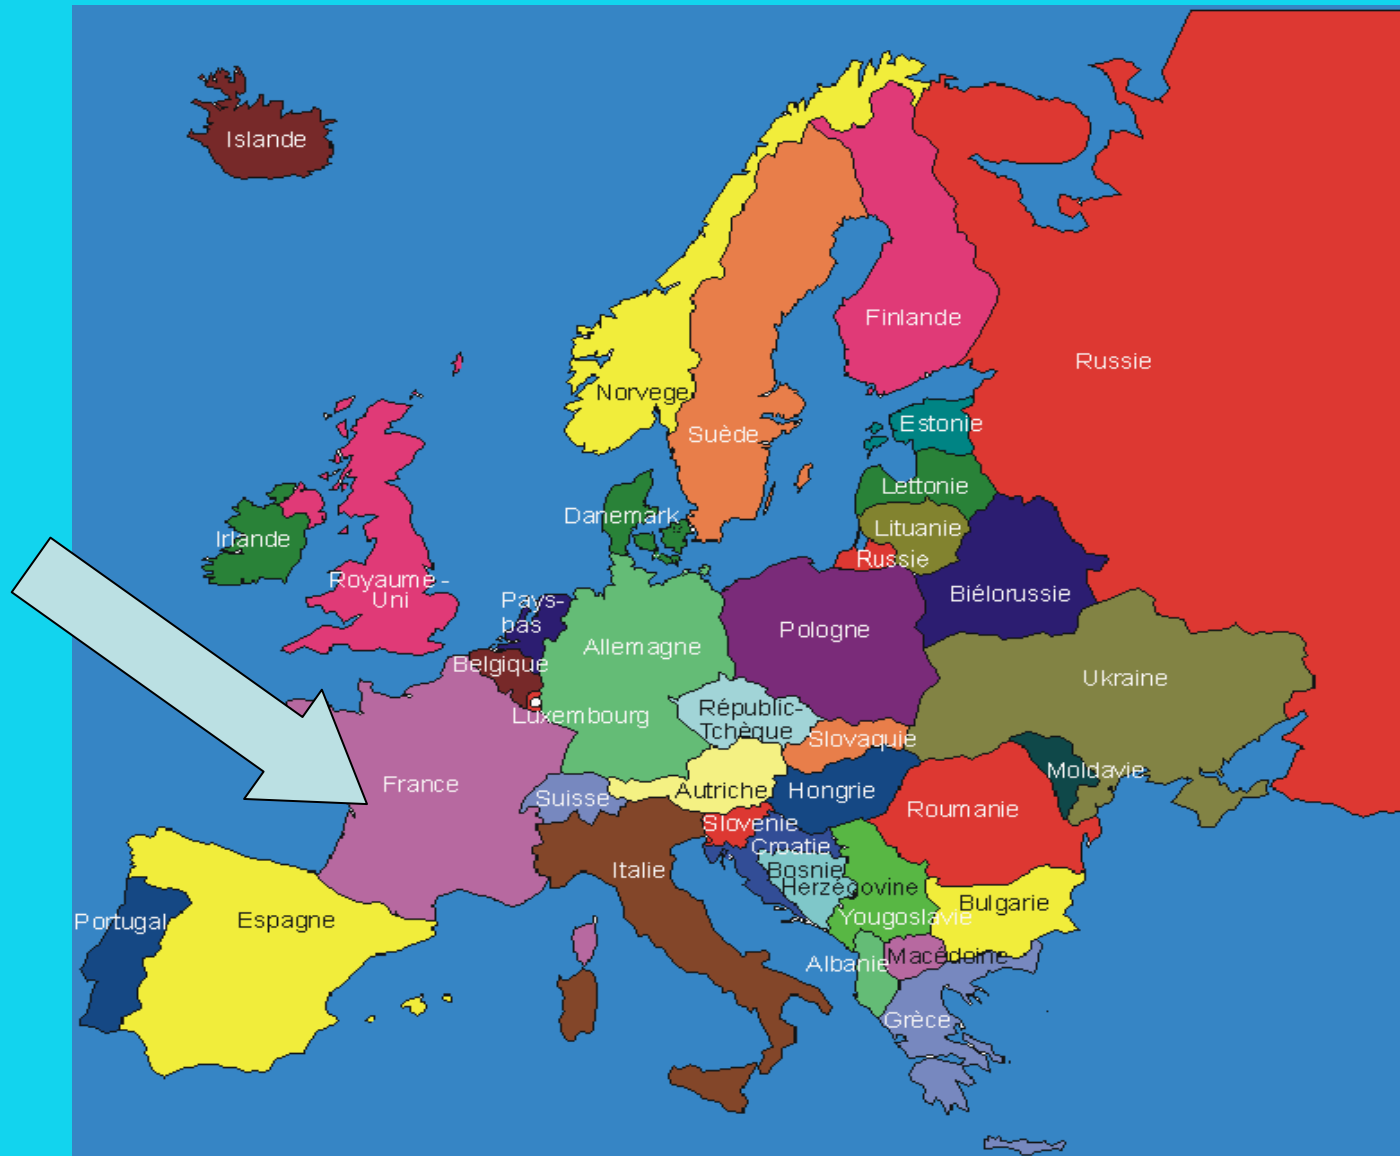 Islande
Finlande
Russie
Norvege
Suède
Estonie
Lettonie
Danemark
Lituanie
Irlande
Russie
Royaume-
Uni
Biélorussie
Pays-
bas
Pologne
Allemagne
Belgique
Ukraine
Luxembourg
Républic-
Tchèque
Slovaquie
Moldavie
France
Suisse
Autriche
Hongrie
Roumanie
Slovenie
Croatie
Italie
Bosnie
Herzégovine
Bulgarie
Yougoslavie
Portugal
Espagne
Macédoine
Albanie
Grèce